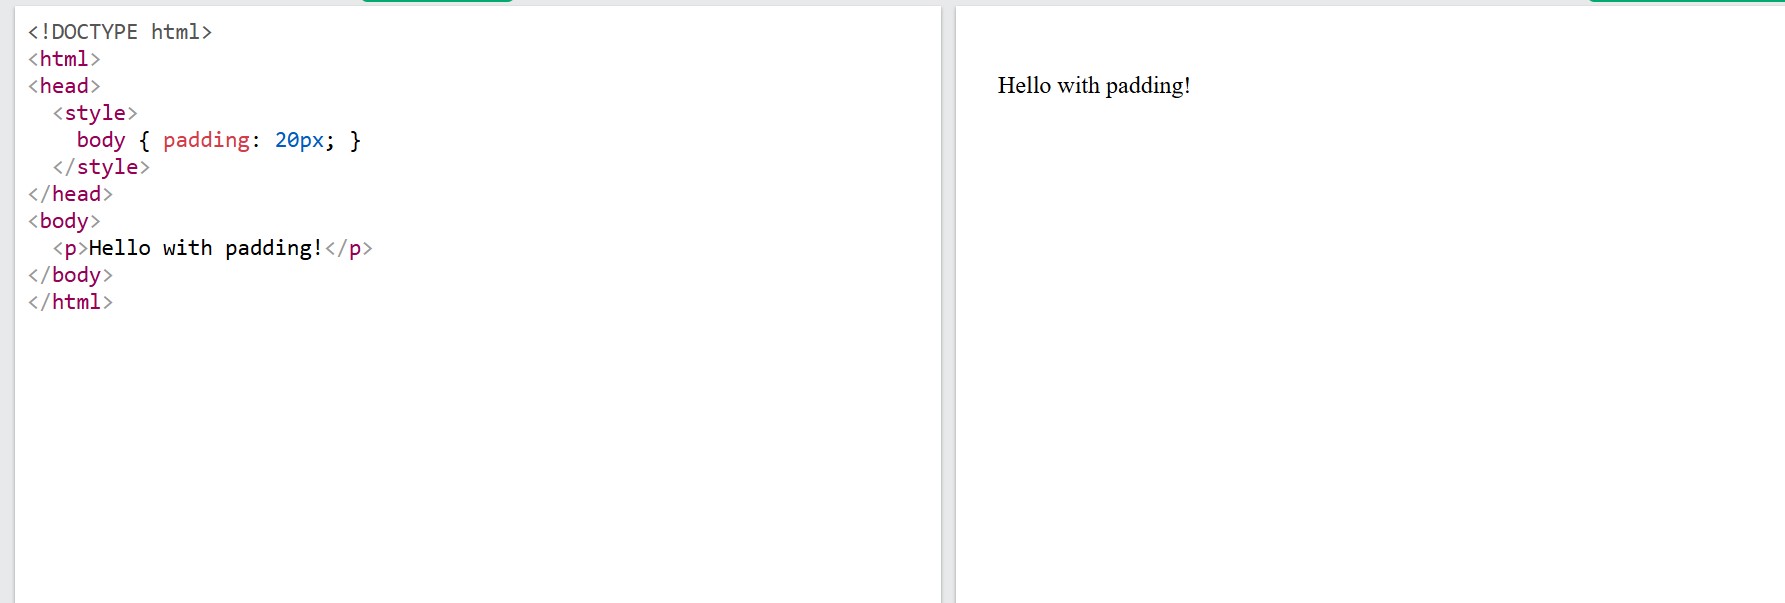 <!DOCTYPE html>
<html>
<head>
  <style>
    body { padding: 20px; }
  </style>
</head>
<body>
  <p>Hello with padding!</p>
</body>
</html>
Hello with padding!